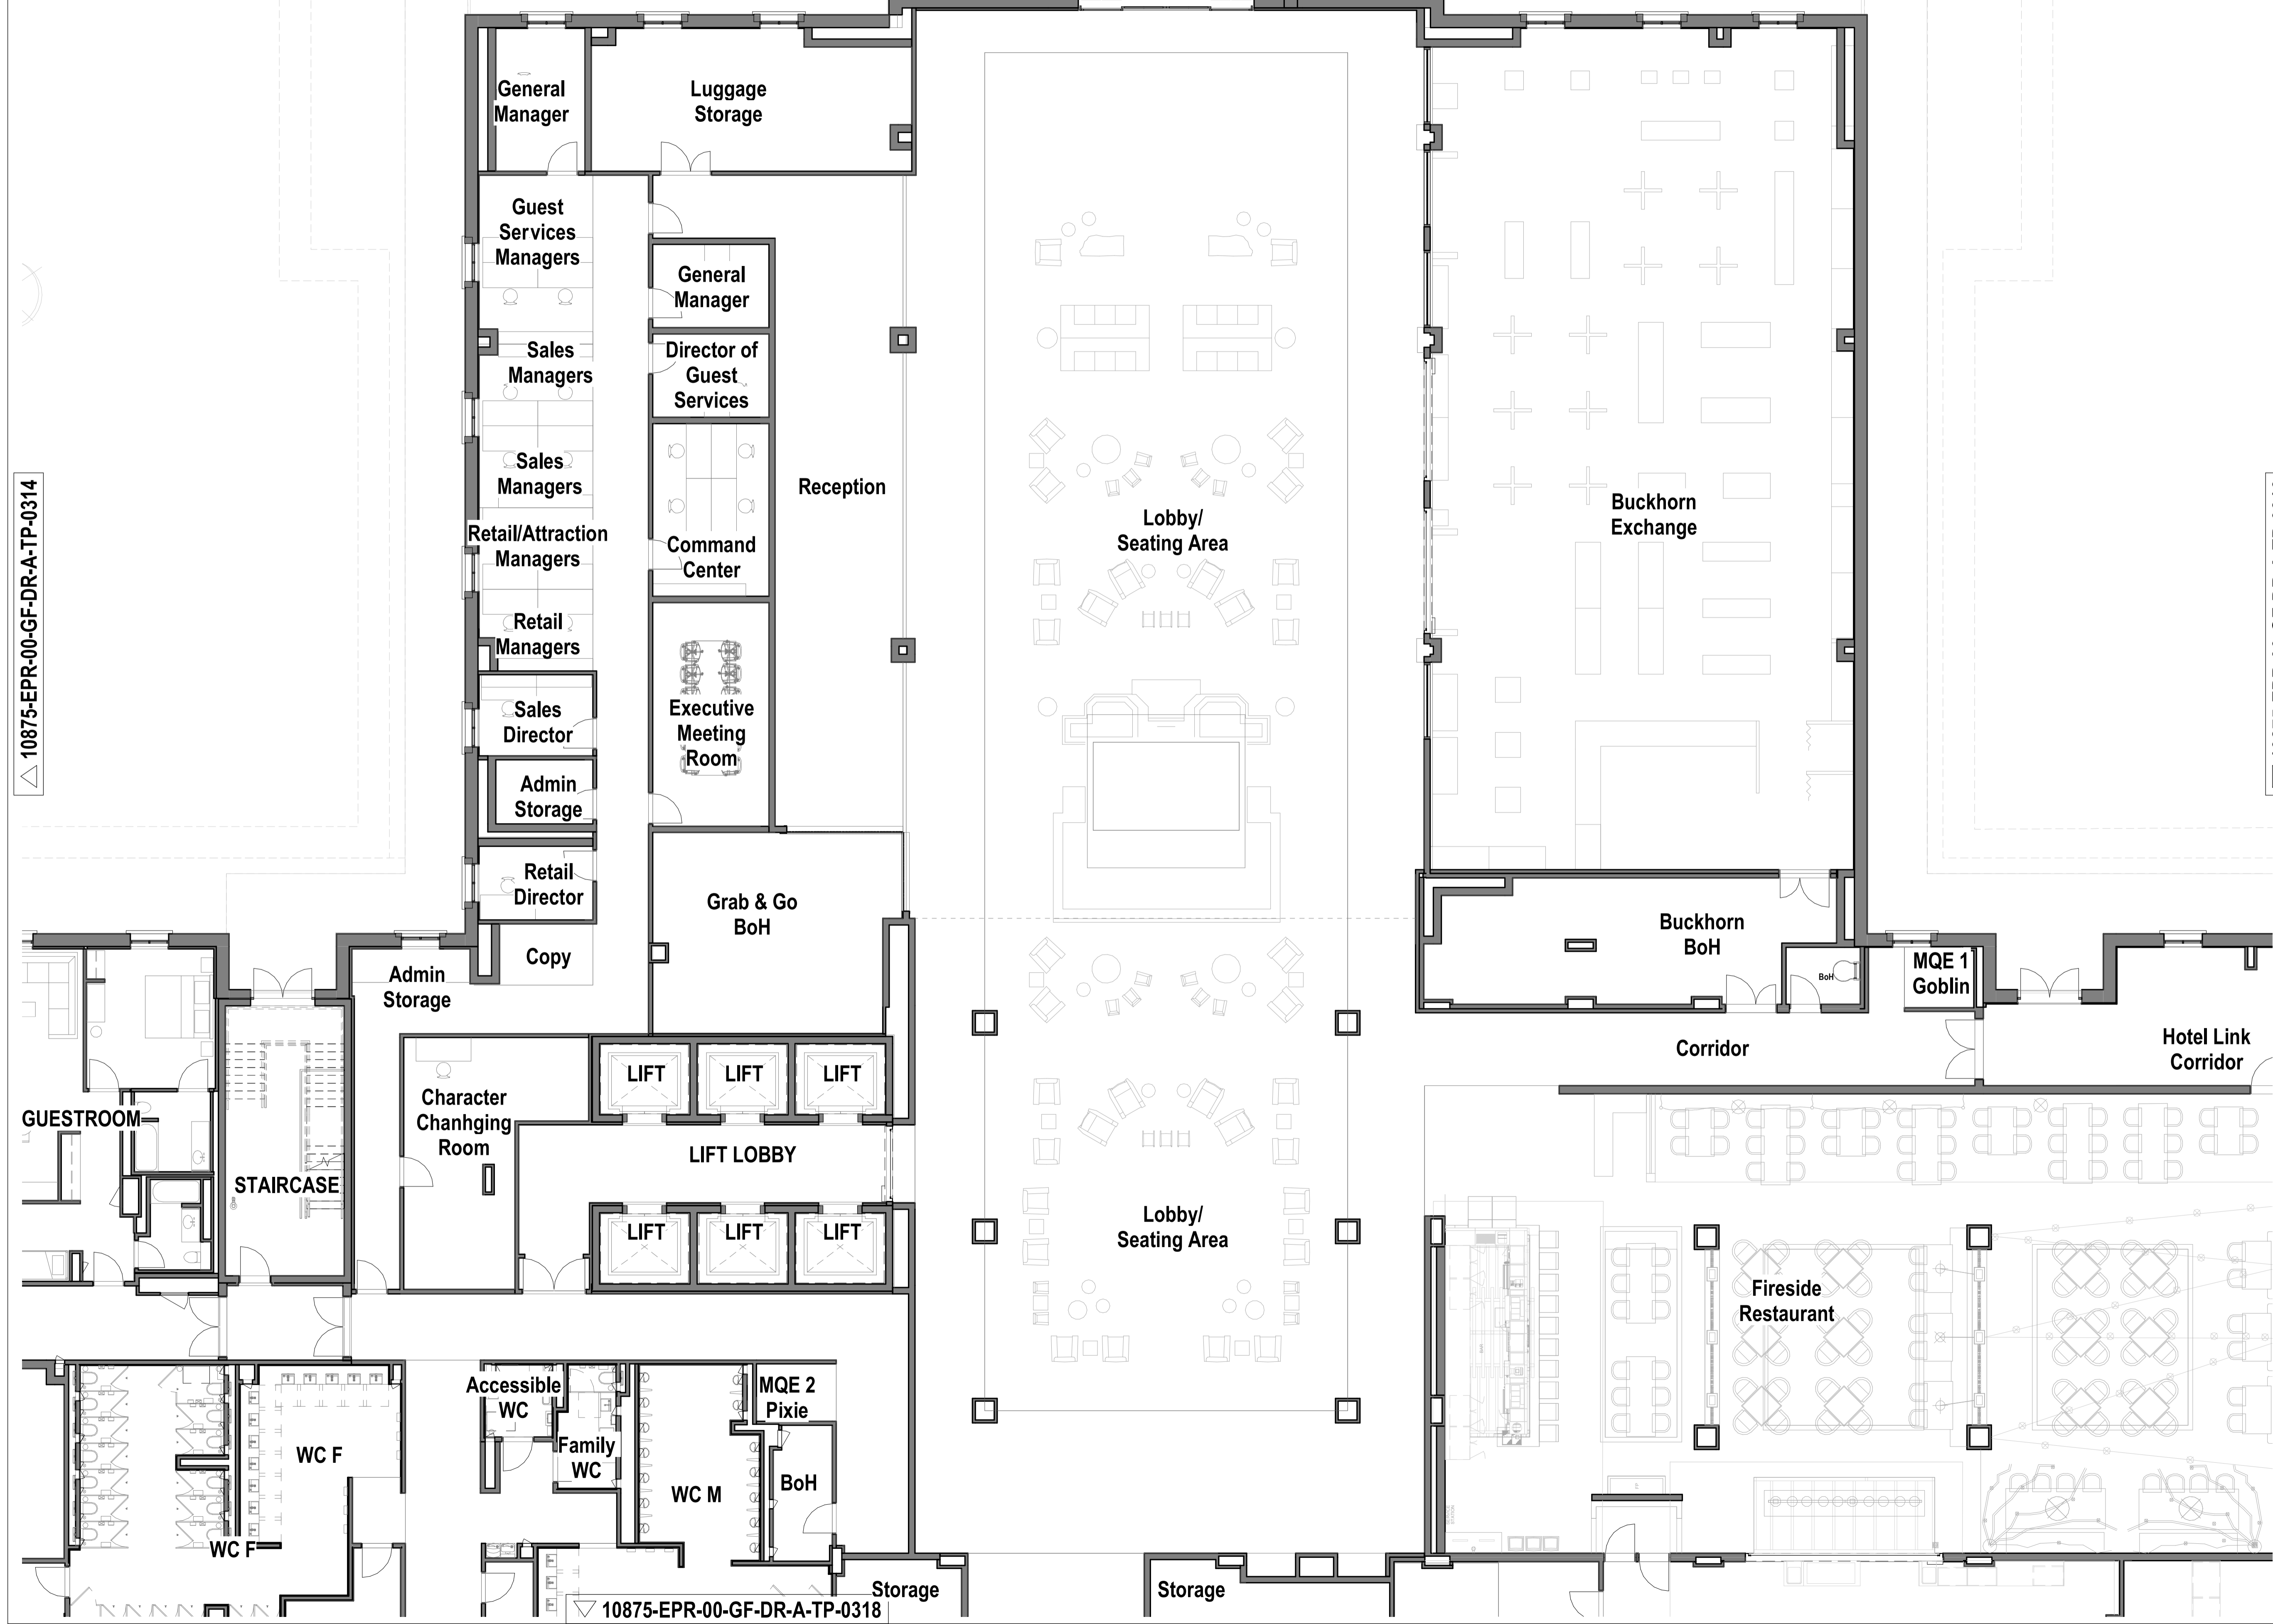 General
Manager
Luggage
Storage
Guest
Services
Managers
General
Manager
Sales
Managers
Director of
Guest
Services
Sales
Managers
Reception
Retail/Attraction
Managers
Command
Center
Lobby/
Seating Area
Buckhorn
Exchange
10875-EPR-00-GF-DR-A-TP-0314
Retail
Managers
Sales
Director
Executive
Meeting
Room
Admin
Storage
Retail
Director
Grab & Go
BoH
Copy
Admin
Storage
Buckhorn
BoH
BoH
MQE 1
Goblin
Corridor
Hotel Link
Corridor
LIFT
LIFT
LIFT
Character
Chanhging
Room
GUESTROOM
STAIRCASE
LIFT LOBBY
LIFT
LIFT
LIFT
Lobby/
Seating Area
Fireside
Restaurant
Accessible
WC
MQE 2
Pixie
WC F
Family
WC
WC M
BoH
WC F
Storage
Storage
10875-EPR-00-GF-DR-A-TP-0318